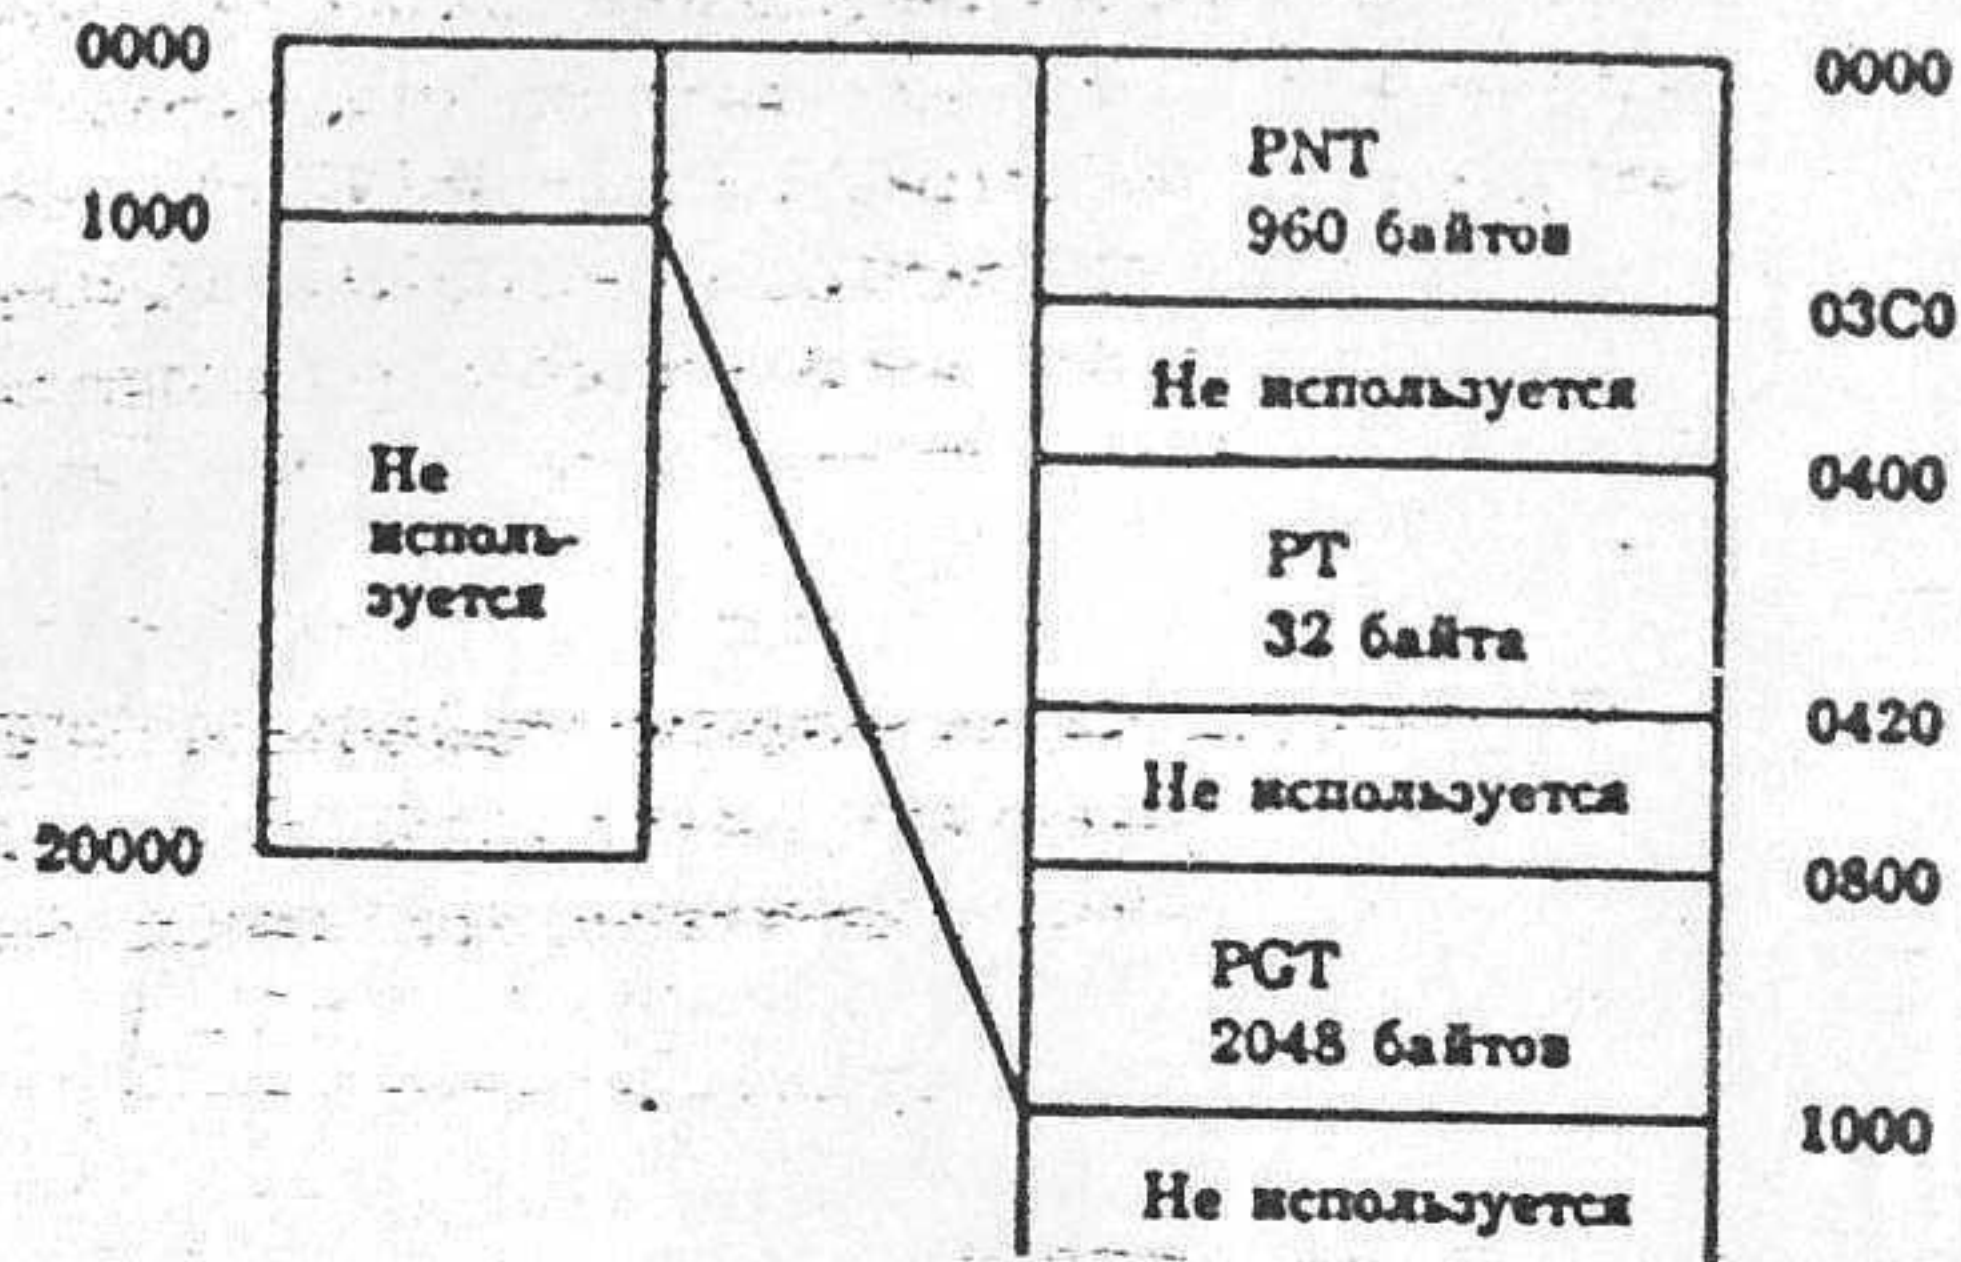 0000
1000
Не
исполь-
зуется
20000
PNT
960 байтов
Не используется
PT
32 байта
Не используется
PGT
2048 байтов
Не используется
0000
03C0
0400
0420
0800
1000